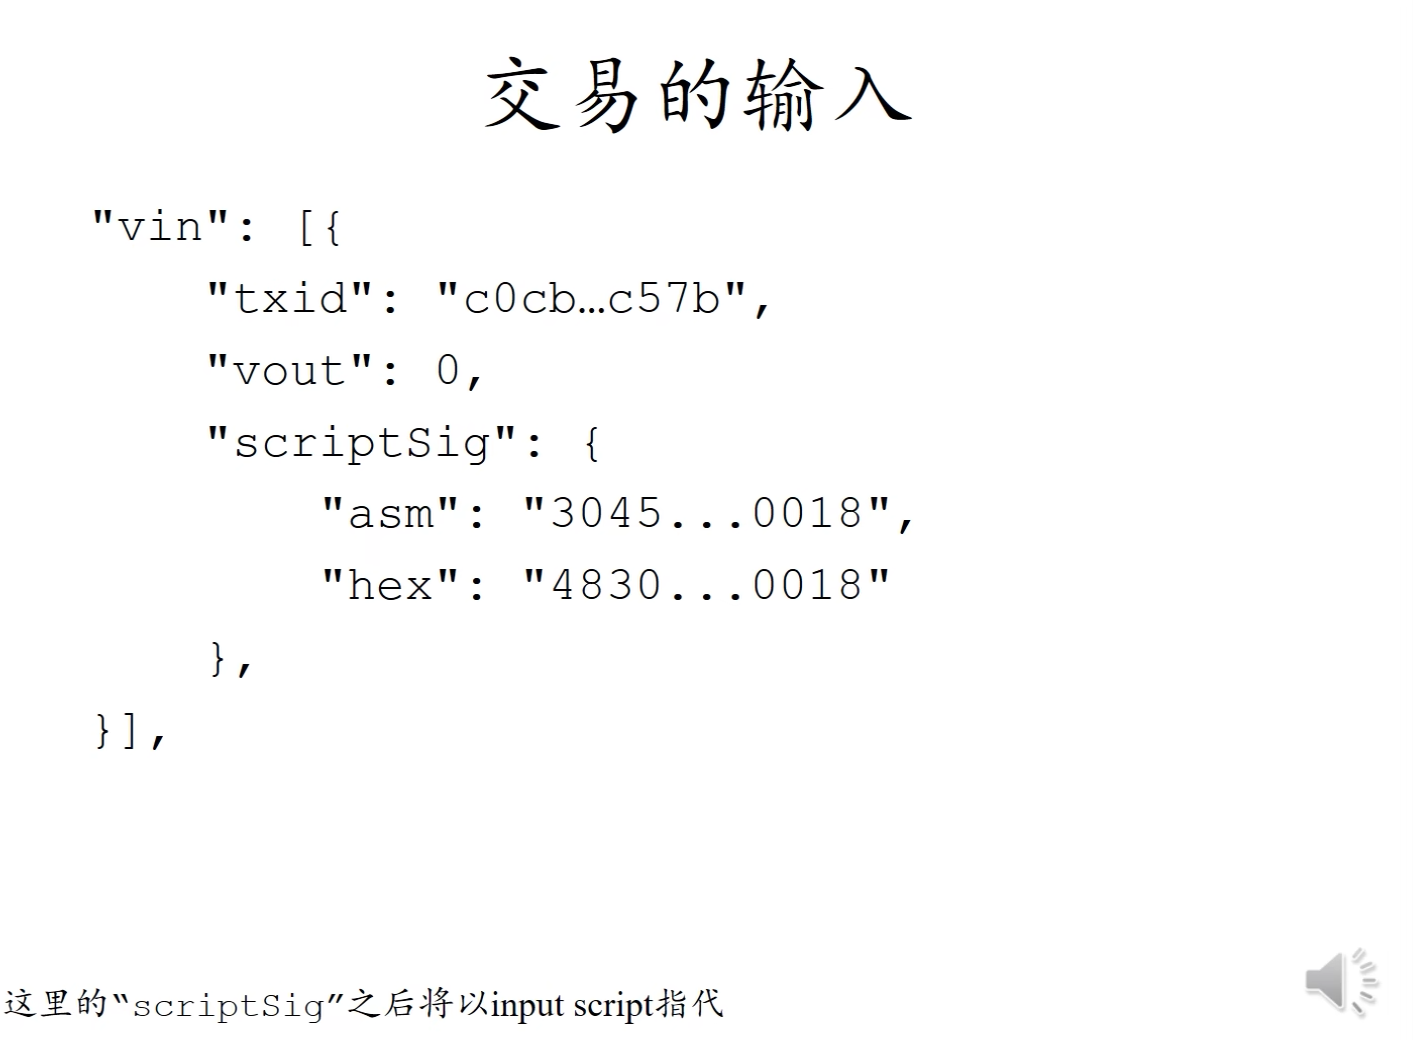 交易的输入
"vin": [{
"txid": "c0cb…c57b",
"vout": 0,
"scriptSig": {
"asm": "3045...0018",
"hex": "4830...0018"
},
}],
这里的“scriptSig”之后将以input script指代